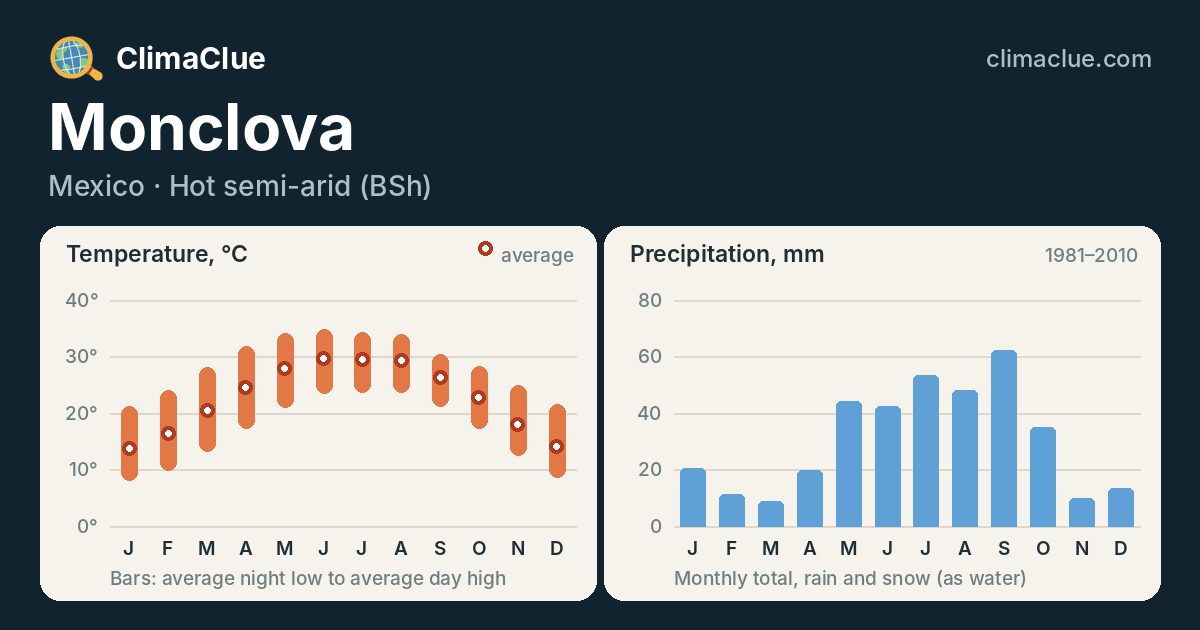 ClimaClue
climaclue.com
Monclova
Mexico · Hot semi-arid (BSh)
Temperature, °C
average
40°
30°
20°
10°
0°
J F M A M J J A S O N D
Bars: average night low to average day high
Precipitation, mm
1981–2010
80
60
40
20
0
J F M A M J J A S O N D
Monthly total, rain and snow (as water)